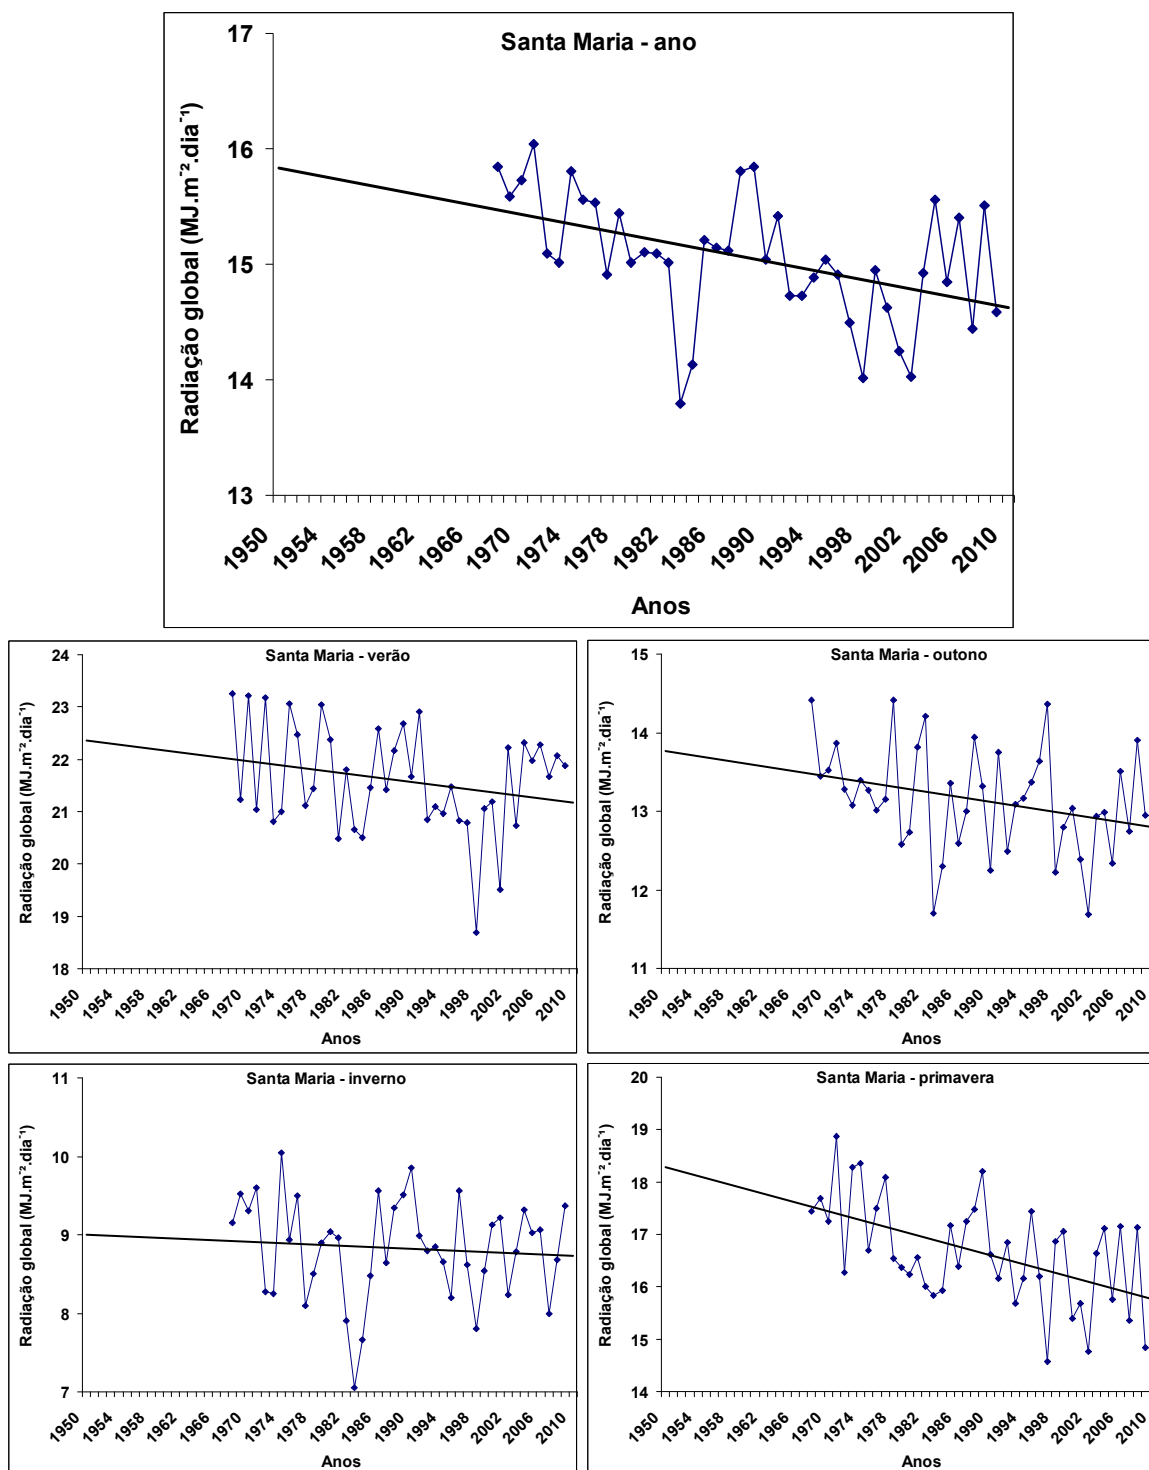 Santa Maria - ano
Radiação global (MJ.m⁻².dia⁻¹)
17
16
15
14
13
1950 1954 1958 1962 1966 1970 1974 1978 1982 1986 1990 1994 1998 2002 2006 2010
Anos
Santa Maria - verão
Radiação global (MJ.m⁻².dia⁻¹)
24
23
22
21
20
19
18
1950 1954 1958 1962 1966 1970 1974 1978 1982 1986 1990 1994 1998 2002 2006 2010
Anos
Santa Maria - outono
Radiação global (MJ.m⁻².dia⁻¹)
15
14
13
12
11
1950 1954 1958 1962 1966 1970 1974 1978 1982 1986 1990 1994 1998 2002 2006 2010
Anos
Santa Maria - inverno
Radiação global (MJ.m⁻².dia⁻¹)
11
10
9
8
7
1950 1954 1958 1962 1966 1970 1974 1978 1982 1986 1990 1994 1998 2002 2006 2010
Anos
Santa Maria - primavera
Radiação global (MJ.m⁻².dia⁻¹)
20
19
18
17
16
15
14
1950 1954 1958 1962 1966 1970 1974 1978 1982 1986 1990 1994 1998 2002 2006 2010
Anos